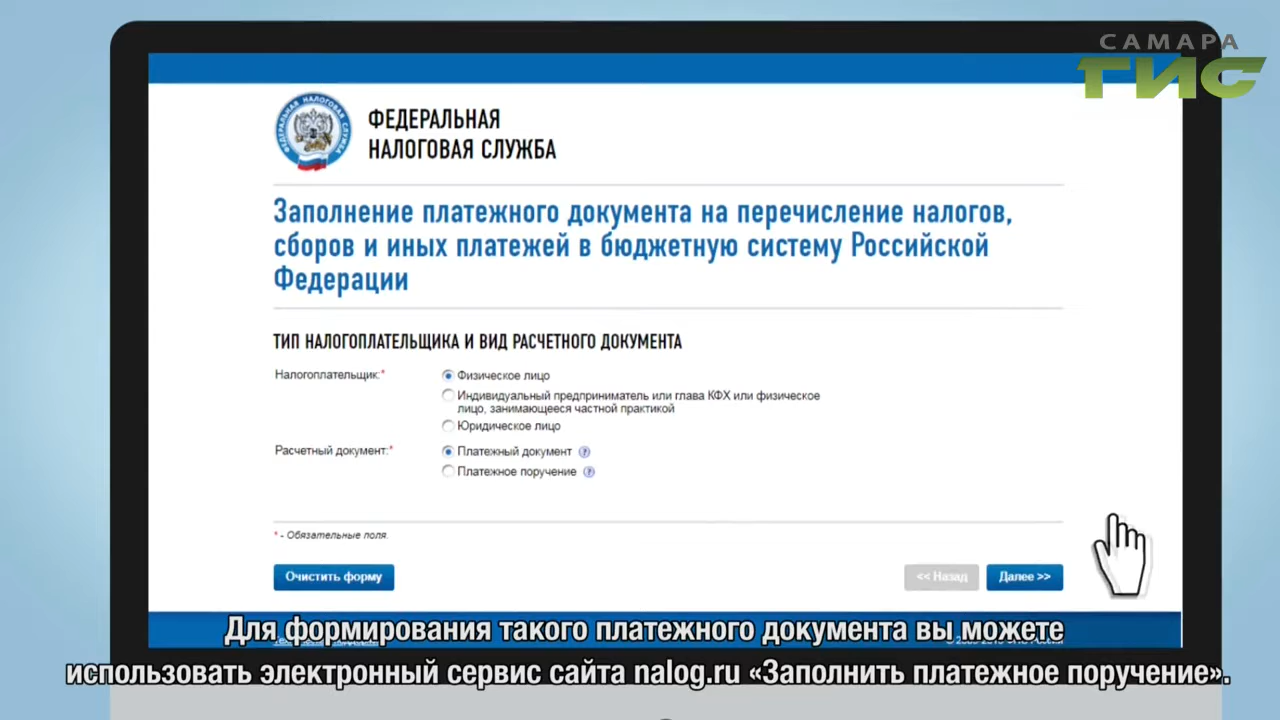 САМАРА
ГИС
ФЕДЕРАЛЬНАЯ
НАЛОГОВАЯ СЛУЖБА
ФЕДЕРАЛЬНАЯ НАЛОГОВАЯ СЛУЖБА
Заполнение платежного документа на перечисление налогов,
сборов и иных платежей в бюджетную систему Российской
Федерации
ТИП НАЛОГОПЛАТЕЛЬЩИКА И ВИД РАСЧЕТНОГО ДОКУМЕНТА
Налогоплательщик:*
Физическое лицо
Индивидуальный предприниматель или глава КФХ или физическое
лицо, занимающееся частной практикой
Юридическое лицо
Расчетный документ:*
Платежный документ ?
Платежное поручение ?
* - Обязательные поля.
Очистить форму
<< Назад
Далее >>
Для формирования такого платежного документа вы можете
использовать электронный сервис сайта nalog.ru «Заполнить платежное поручение».